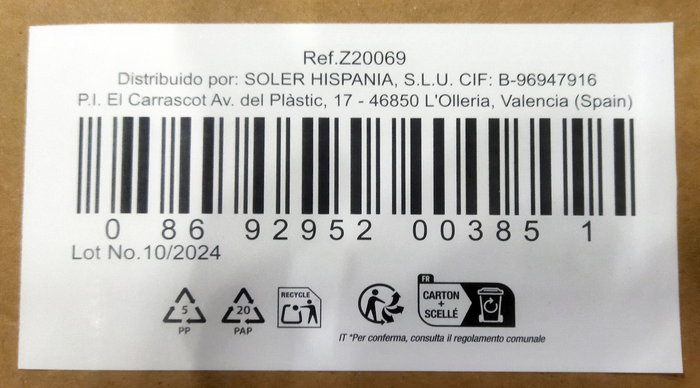 Ref.Z20069
Distribuido por: SOLER HISPANIA, S.L.U. CIF: B-96947916
P.I. El Carrascot Av. del Plàstic, 17 - 46850 L'Olleria, Valencia (Spain)
0 86 92952 00385 1
Lot No.10/2024
5
PP
20
PAP
RECYCLE
FR
CARTON
+
SCELLÉ
IT *Per conferma, consulta il regolamento comunale